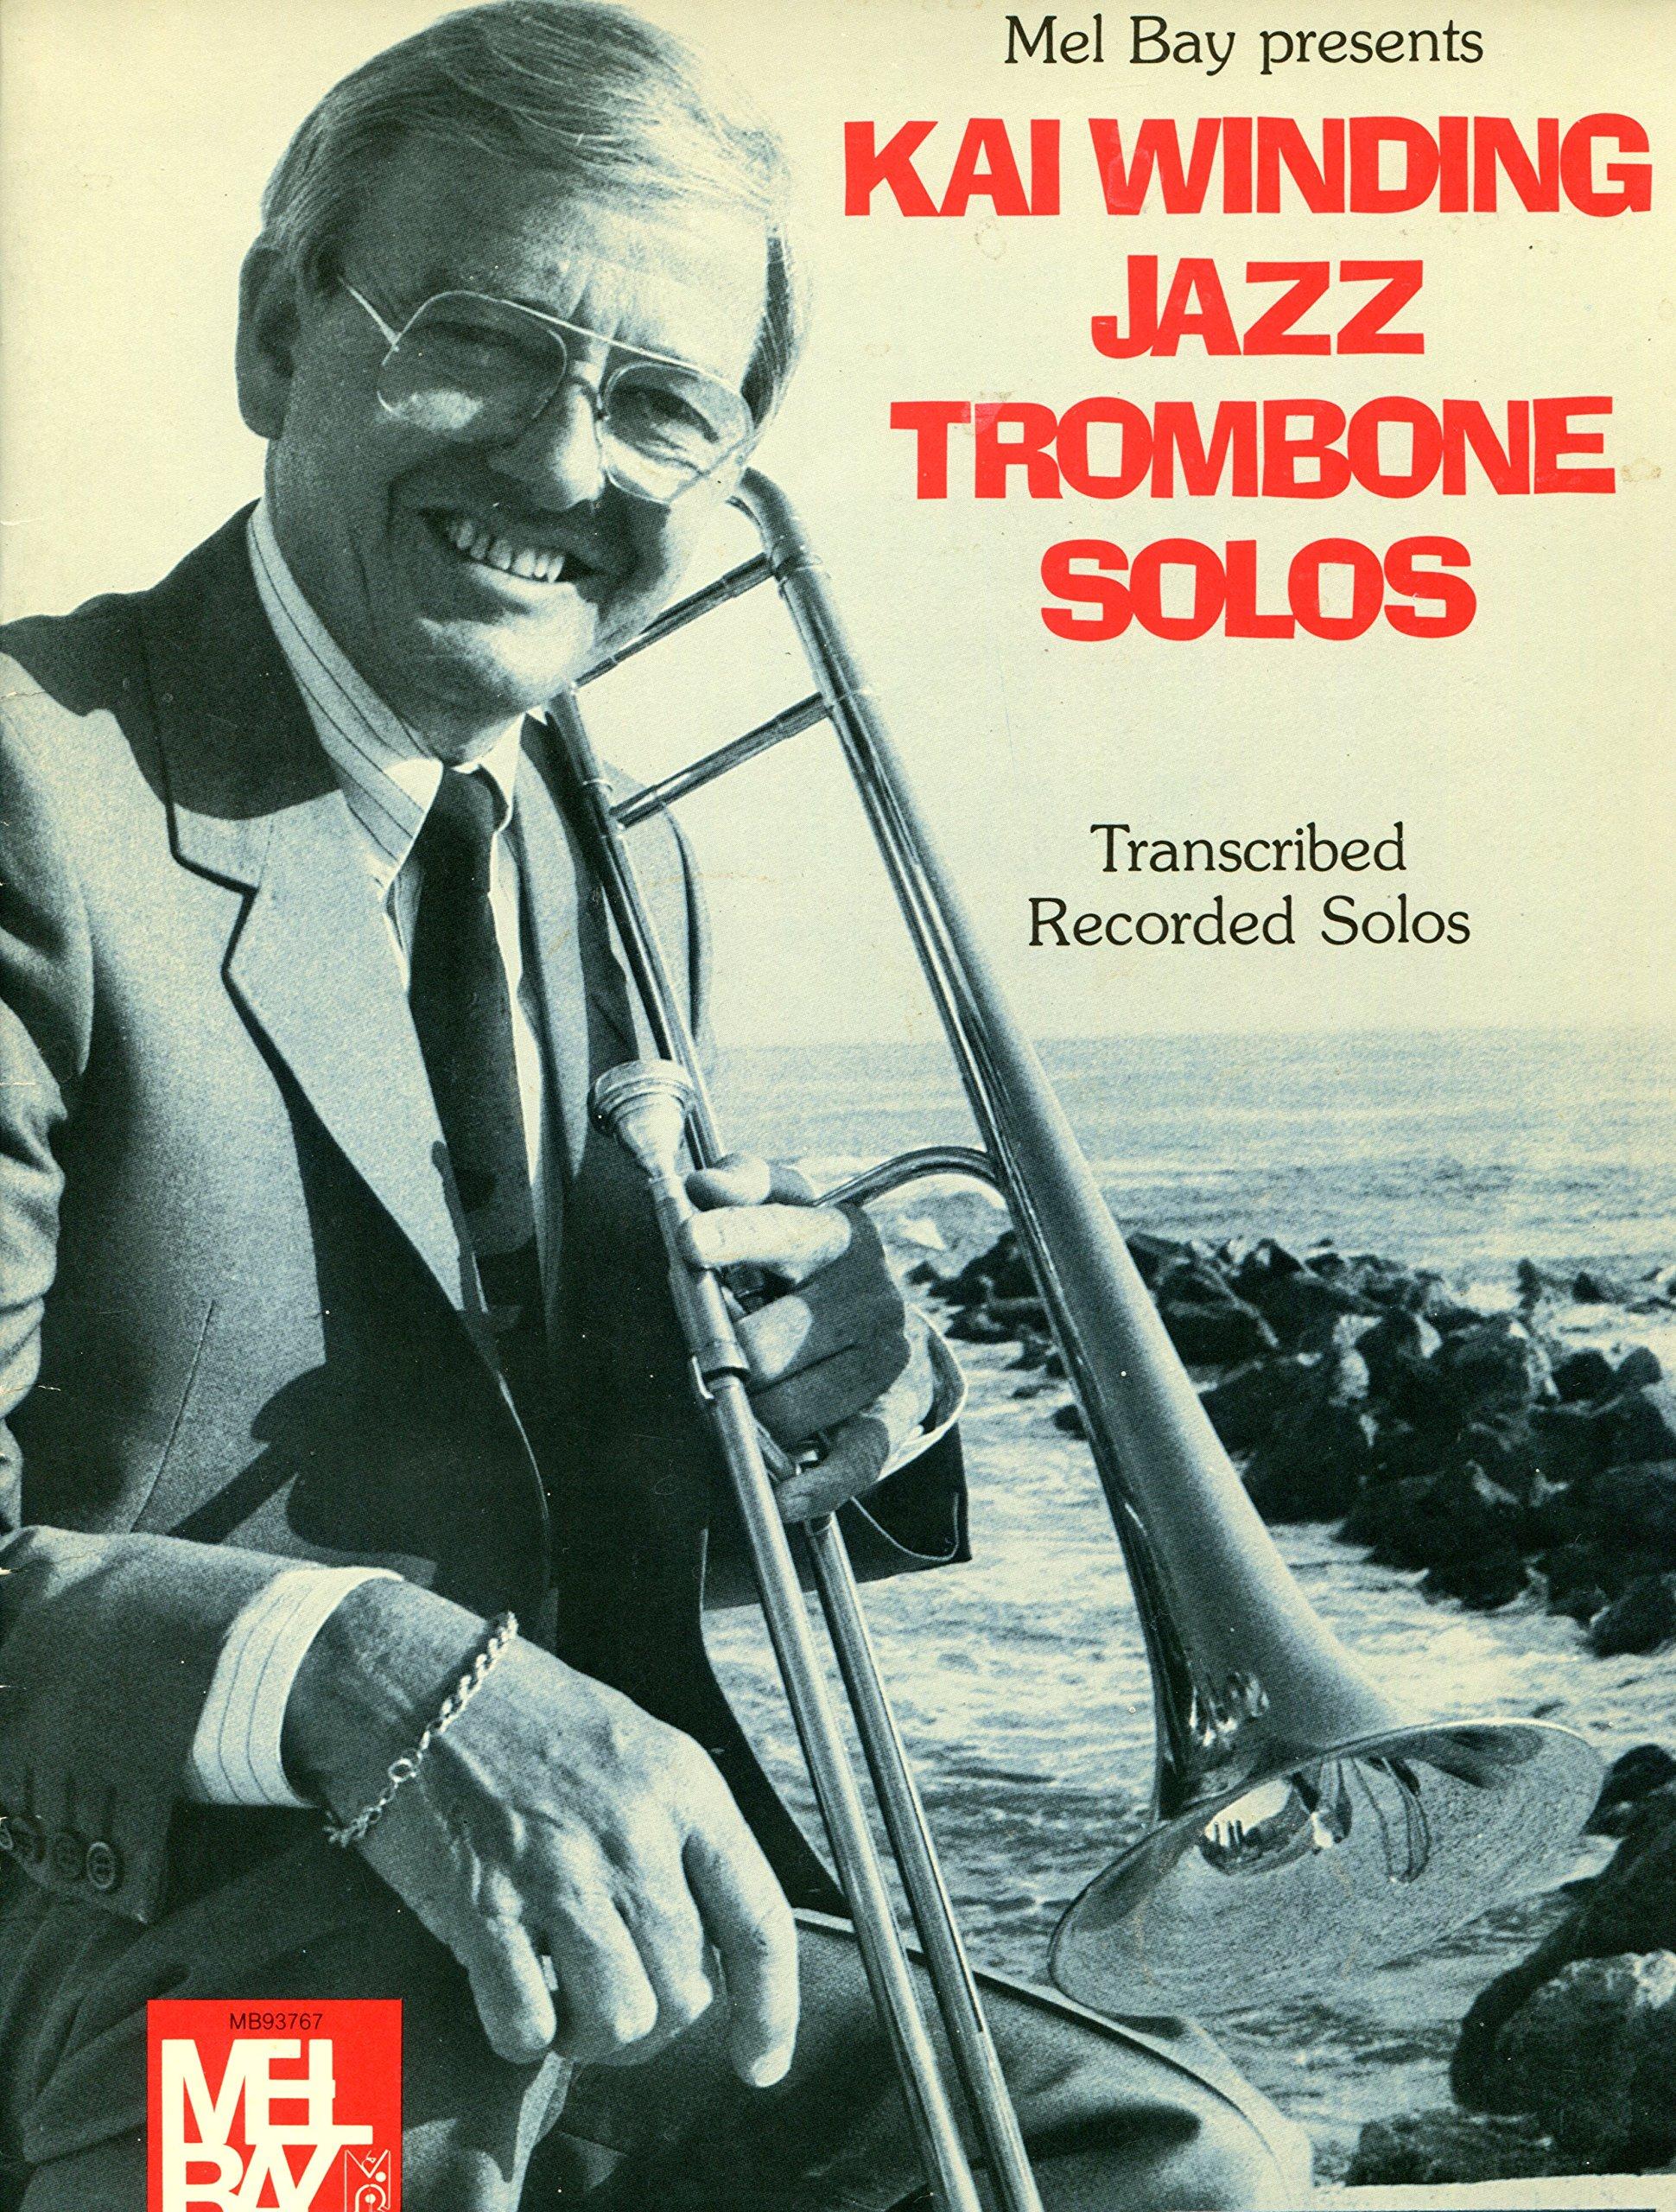 Mel Bay presents
KAI WINDING
JAZZ
TROMBONE
SOLOS
Transcribed
Recorded Solos
MB93767
MEL
BAY